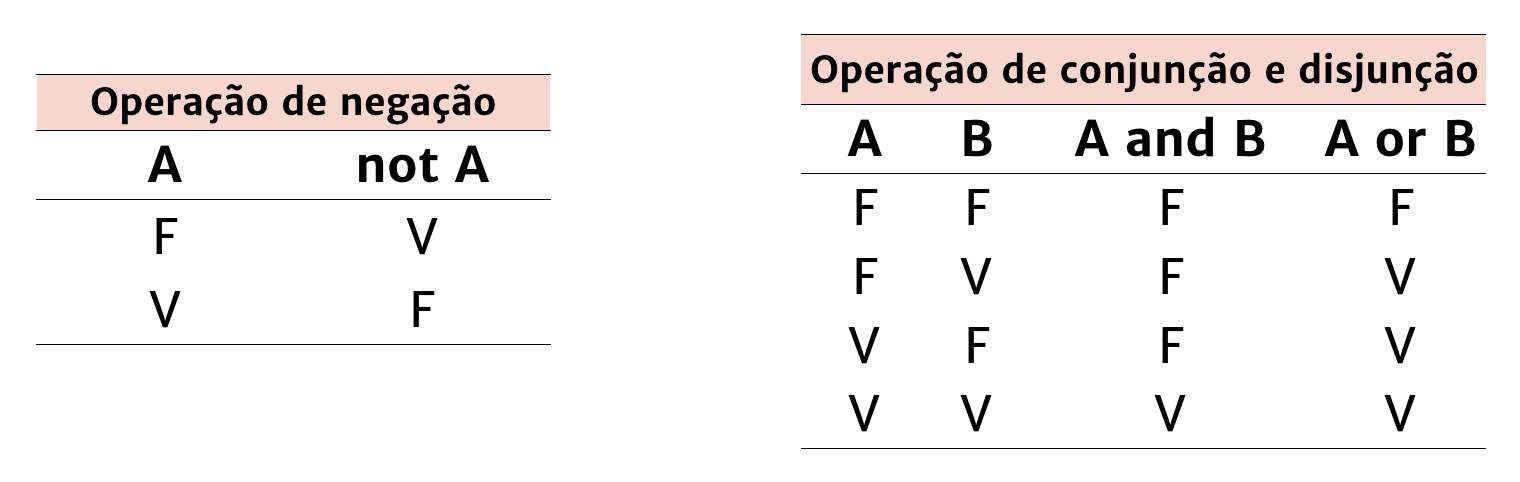 Operação de negação
A not A
F V
V F
Operação de conjunção e disjunção
A B A and B A or B
F F F F
F V F V
V F F V
V V V V